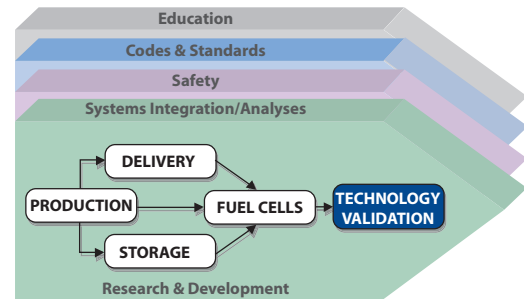 Education
Codes & Standards
Safety
Systems Integration/Analyses
DELIVERY
PRODUCTION
FUEL CELLS
TECHNOLOGY
VALIDATION
STORAGE
Research & Development